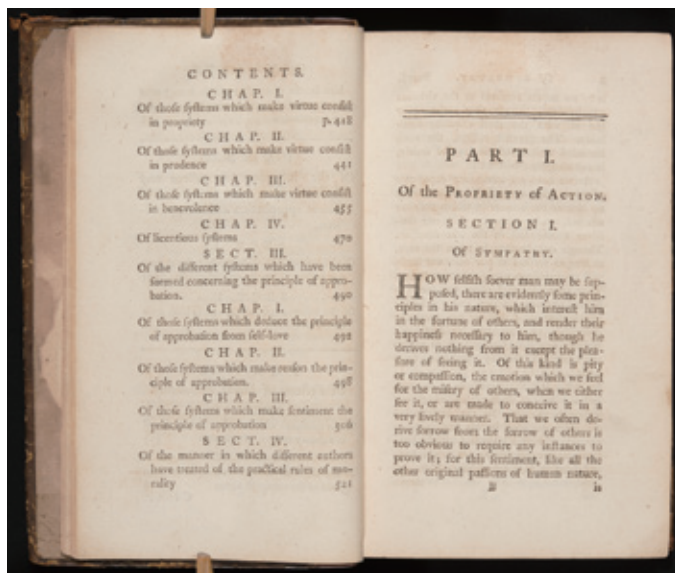 CONTENTS.
CHAP. I.
Of those ſyſtems which make virtue conſiſt
in propriety p. 418
CHAP. II.
Of thoſe ſyſtems which make virtue conſiſt
in prudence 441
CHAP. III.
Of thoſe ſyſtems which make virtue conſiſt
in benevolence 455
CHAP. IV.
Of licentious ſyſtems 470
SECT. III.
Of the different ſyſtems which have been
formed concerning the principle of appro-
bation. 490
CHAP. I.
Of thoſe ſyſtems which deduce the principle
of approbation from ſelf-love 492
CHAP. II.
Of thoſe ſyſtems which make reaſon the prin-
ciple of approbation. 498
CHAP. III.
Of thoſe ſyſtems which make ſentiment the
principle of approbation 506
SECT. IV.
Of the manner in which different authors
have treated of the practical rules of mo-
rality 521
PART I.
Of the PROPRIETY of ACTION.
SECTION I.
Of SYMPATHY.
HOW ſelfiſh ſoever man may be ſup-
poſed, there are evidently ſome prin-
ciples in his nature, which intereſt him
in the fortune of others, and render their
happineſs neceſſary to him, though he
derives nothing from it except the plea-
ſure of ſeeing it. Of this kind is pity
or compaſſion, the emotion which we feel
for the miſery of others, when we either
ſee it, or are made to conceive it in a
very lively manner. That we often de-
rive ſorrow from the ſorrow of others is
too obvious to require any inſtances to
prove it; for this ſentiment, like all the
other original paſſions of human nature,
B is